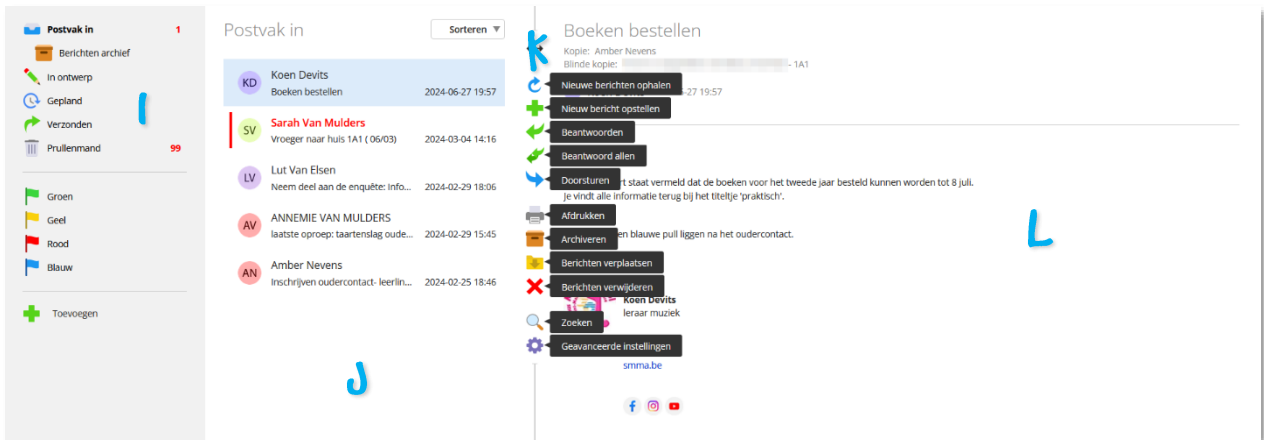 Postvak in 1
Berichten archief
In ontwerp
Gepland
Verzonden
Prullenmand 99
Groen
Geel
Rood
Blauw
Toevoegen
I
Postvak in
Sorteren ▼
KD Koen Devits
Boeken bestellen 2024-06-27 19:57
SV Sarah Van Mulders
Vroeger naar huis 1A1 ( 06/03) 2024-03-04 14:16
LV Lut Van Elsen
Neem deel aan de enquête: Info... 2024-02-29 18:06
AV ANNEMIE VAN MULDERS
laatste oproep: taartenslag oude... 2024-02-29 15:45
AN Amber Nevens
Inschrijven oudercontact- leerlin... 2024-02-25 18:46
J
K
Nieuwe berichten ophalen
Nieuw bericht opstellen
Beantwoorden
Beantwoord allen
Doorsturen
Afdrukken
Archiveren
Berichten verplaatsen
Berichten verwijderen
Zoeken
Geavanceerde instellingen
Boeken bestellen
Kopie: Amber Nevens
Blinde kopie: - 1A1
-27 19:57
rt staat vermeld dat de boeken voor het tweede jaar besteld kunnen worden tot 8 juli.
Je vindt alle informatie terug bij het titeltje 'praktisch'.
en blauwe pull liggen na het oudercontact.
Koen Devits
leraar muziek
smma.be
L